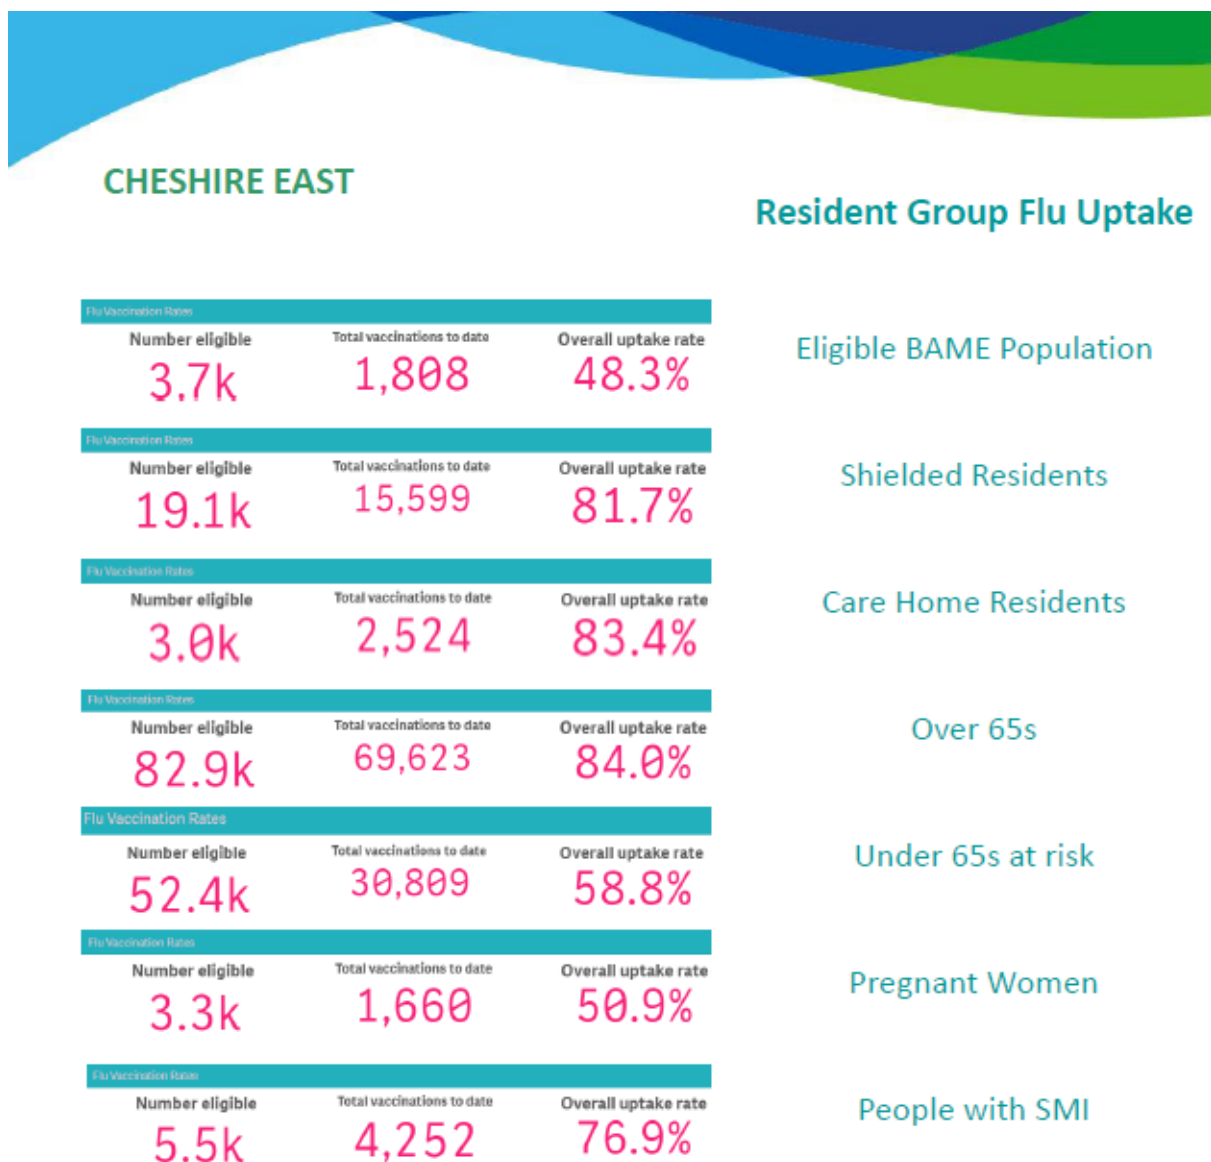 CHESHIRE EAST
Resident Group Flu Uptake
Flu Vaccination Rates
Number eligible Total vaccinations to date Overall uptake rate
3.7k 1,808 48.3%
Eligible BAME Population
Flu Vaccination Rates
Number eligible Total vaccinations to date Overall uptake rate
19.1k 15,599 81.7%
Shielded Residents
Flu Vaccination Rates
Number eligible Total vaccinations to date Overall uptake rate
3.0k 2,524 83.4%
Care Home Residents
Flu Vaccination Rates
Number eligible Total vaccinations to date Overall uptake rate
82.9k 69,623 84.0%
Over 65s
Flu Vaccination Rates
Number eligible Total vaccinations to date Overall uptake rate
52.4k 30,809 58.8%
Under 65s at risk
Flu Vaccination Rates
Number eligible Total vaccinations to date Overall uptake rate
3.3k 1,660 50.9%
Pregnant Women
Flu Vaccination Rates
Number eligible Total vaccinations to date Overall uptake rate
5.5k 4,252 76.9%
People with SMI